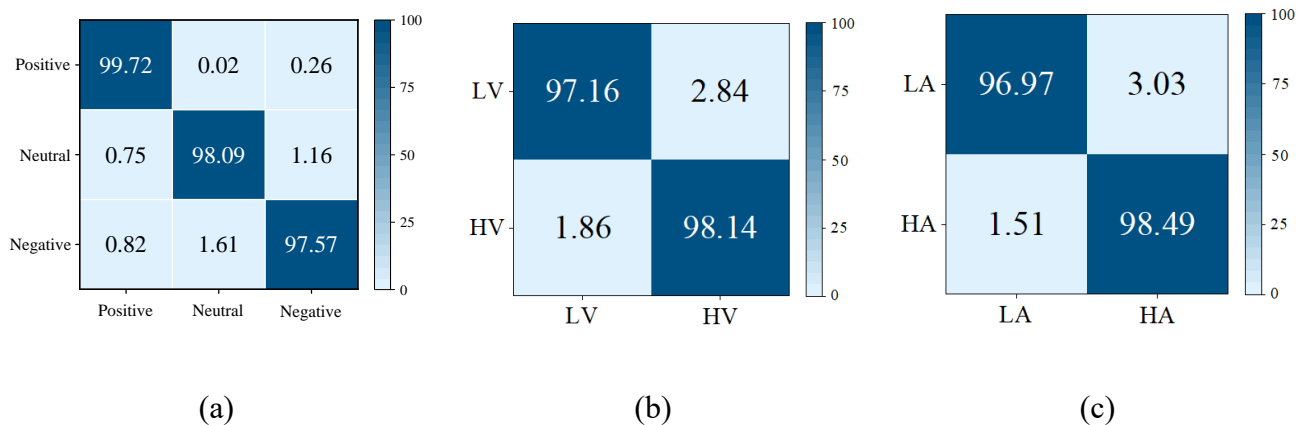 100
Positive 99.72 0.02 0.26
75
Neutral 0.75 98.09 1.16
50
25
Negative 0.82 1.61 97.57
0
Positive Neutral Negative
(a)
100
LV 97.16 2.84
75
50
25
HV 1.86 98.14
0
LV HV
(b)
100
LA 96.97 3.03
75
50
25
HA 1.51 98.49
0
LA HA
(c)